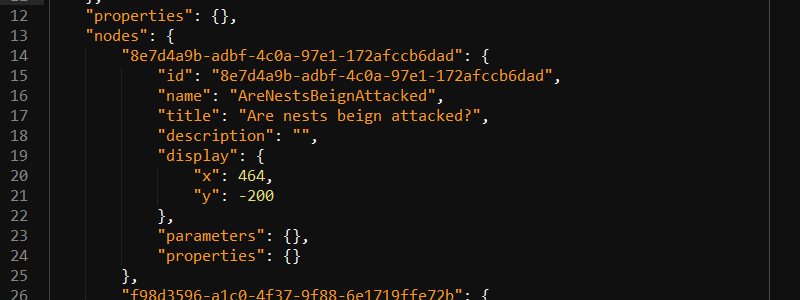 12 "properties": {},
13 "nodes": {
14 "8e7d4a9b-adbf-4c0a-97e1-172afccb6dad": {
15 "id": "8e7d4a9b-adbf-4c0a-97e1-172afccb6dad",
16 "name": "AreNestsBeignAttacked",
17 "title": "Are nests beign attacked?",
18 "description": "",
19 "display": {
20 "x": 464,
21 "y": -200
22 },
23 "parameters": {},
24 "properties": {}
25 },
26 "f98d3596-a1c0-4f37-9f88-6e1719ffe72b": {